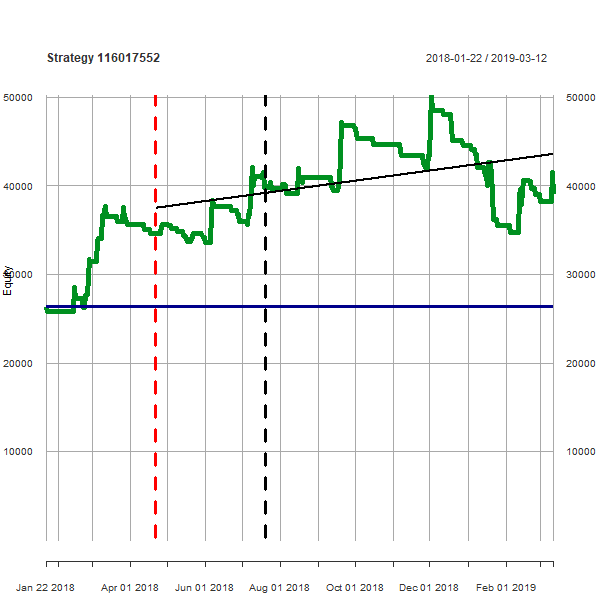 Strategy 116017552
2018-01-22 / 2019-03-12
50000
50000
40000
40000
30000
30000
Equity
20000
20000
10000
10000
Jan 22 2018
Apr 01 2018
Jun 01 2018
Aug 01 2018
Oct 01 2018
Dec 01 2018
Feb 01 2019